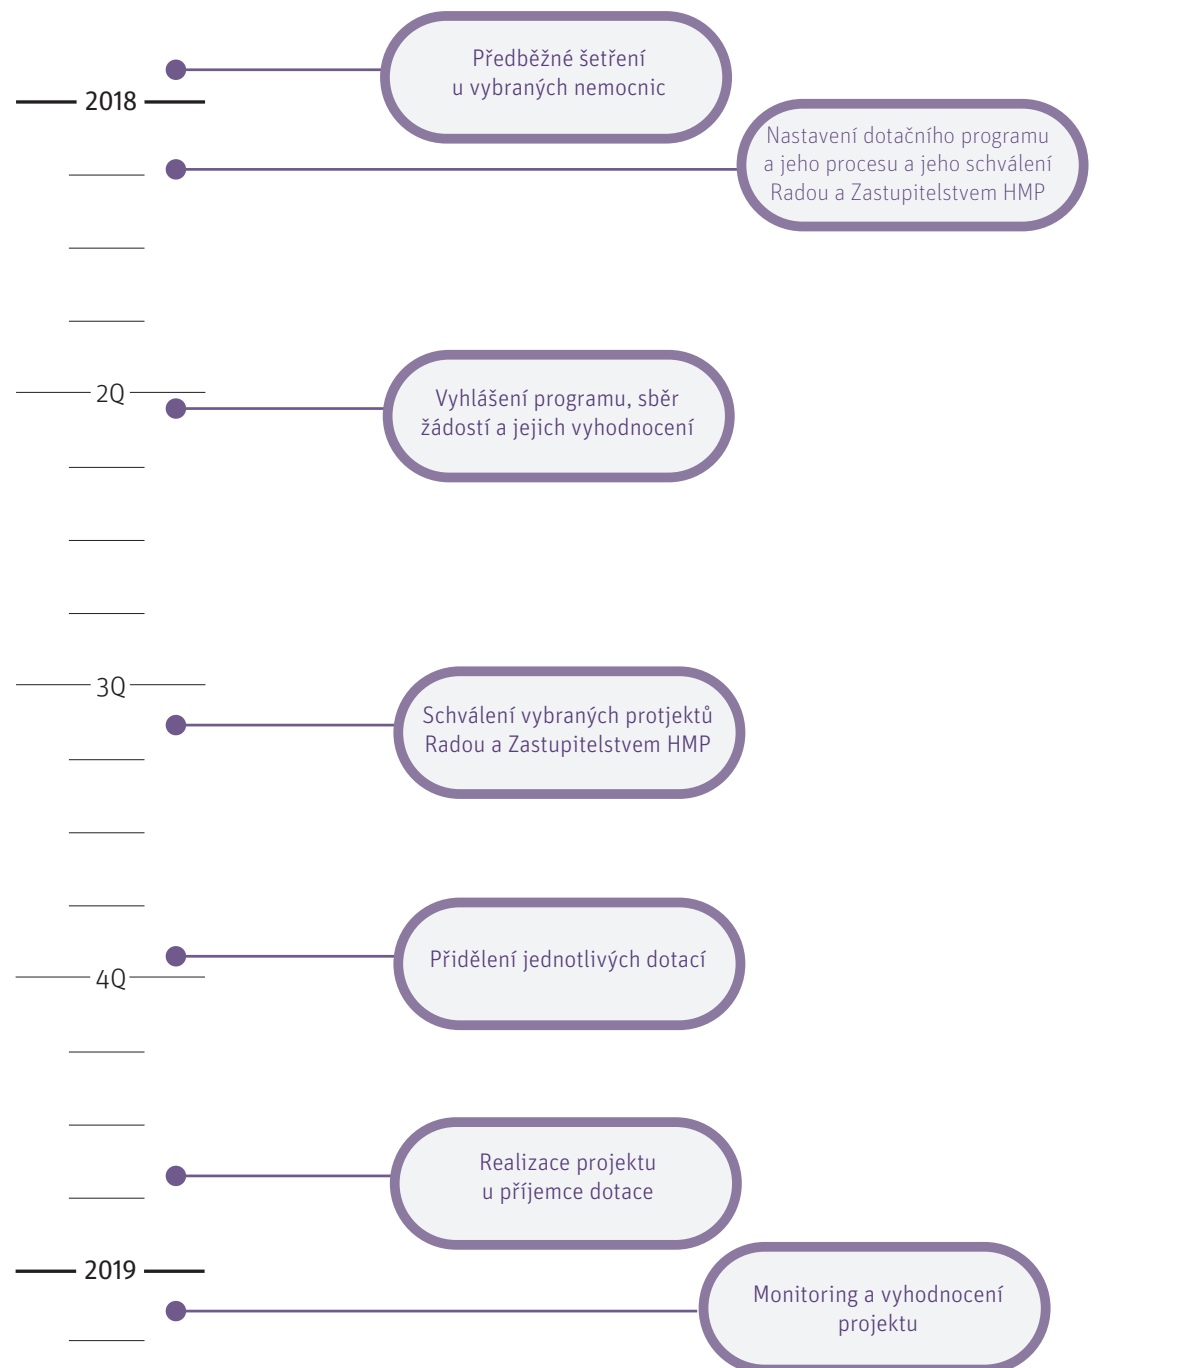 Předběžné šetření
u vybraných nemocnic
2018
Nastavení dotačního programu
a jeho procesu a jeho schválení
Radou a Zastupitelstvem HMP
2Q
Vyhlášení programu, sběr
žádostí a jejich vyhodnocení
3Q
Schválení vybraných protjektů
Radou a Zastupitelstvem HMP
Přidělení jednotlivých dotací
4Q
Realizace projektu
u příjemce dotace
2019
Monitoring a vyhodnocení
projektu